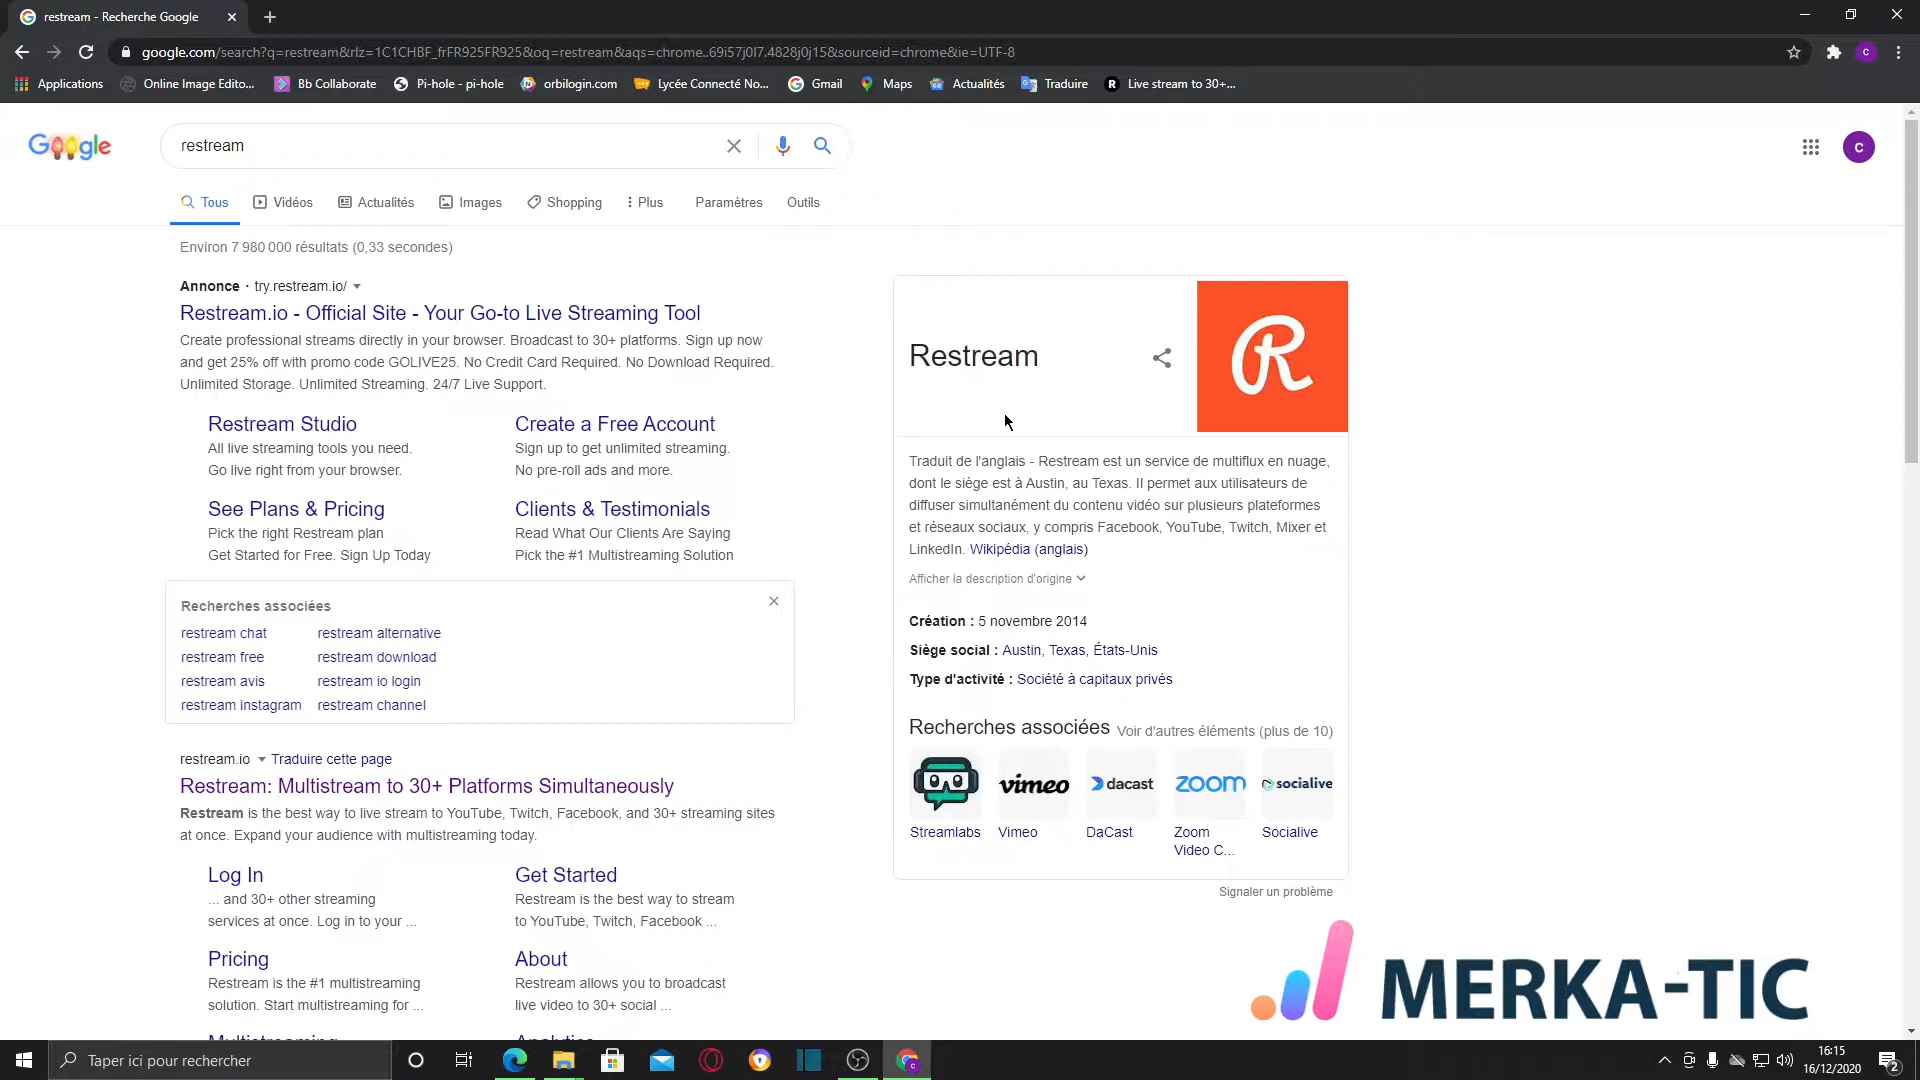 restream - Recherche Google
google.com/search?q=restream&rlz=1C1CHBF_frFR925FR925&oq=restream&aqs=chrome..69i57j0l7.4828j0j15&sourceid=chrome&ie=UTF-8
C
Applications
Online Image Edito...
Bb Collaborate
Pi-hole - pi-hole
orbilogin.com
Lycée Connecté No...
Gmail
Maps
Actualités
R
Live stream to 30+...
Traduire
Google
restream
C
Tous
Vidéos
Actualités
Images
Shopping
Plus
Paramètres
Outils
Environ 7 980 000 résultats (0,33 secondes)
Annonce · try.restream.io/
Restream.io - Official Site - Your Go-to Live Streaming Tool
Create professional streams directly in your browser. Broadcast to 30+ platforms. Sign up now
and get 25% off with promo code GOLIVE25. No Credit Card Required. No Download Required.
Unlimited Storage. Unlimited Streaming. 24/7 Live Support.
Restream Studio
All live streaming tools you need.
Go live right from your browser.
Create a Free Account
Sign up to get unlimited streaming.
No pre-roll ads and more.
See Plans & Pricing
Pick the right Restream plan
Get Started for Free. Sign Up Today
Clients & Testimonials
Read What Our Clients Are Saying
Pick the #1 Multistreaming Solution
Recherches associées
restream chat
restream alternative
restream free
restream download
restream avis
restream io login
restream instagram
restream channel
restream.io
Traduire cette page
Restream: Multistream to 30+ Platforms Simultaneously
Restream is the best way to live stream to YouTube, Twitch, Facebook, and 30+ streaming sites
at once. Expand your audience with multistreaming today.
Log In
... and 30+ other streaming
services at once. Log in to your ...
Get Started
Restream is the best way to stream
to YouTube, Twitch, Facebook ...
Pricing
Restream is the #1 multistreaming
solution. Start multistreaming for ...
About
Restream allows you to broadcast
live video to 30+ social ...
Multistreaming
Analytics
Restream
R
Traduit de l'anglais - Restream est un service de multiflux en nuage,
dont le siège est à Austin, au Texas. Il permet aux utilisateurs de
diffuser simultanément du contenu vidéo sur plusieurs plateformes
et réseaux sociaux, y compris Facebook, YouTube, Twitch, Mixer et
LinkedIn. Wikipédia (anglais)
Afficher la description d'origine
Création : 5 novembre 2014
Siège social : Austin, Texas, États-Unis
Type d'activité : Société à capitaux privés
Recherches associées
Voir d'autres éléments (plus de 10)
vimeo
dacast
zoom
socialive
Streamlabs
Vimeo
DaCast
Zoom
Video C...
Socialive
Signaler un problème
MERKA-TIC
Taper ici pour rechercher
16:15
16/12/2020
2